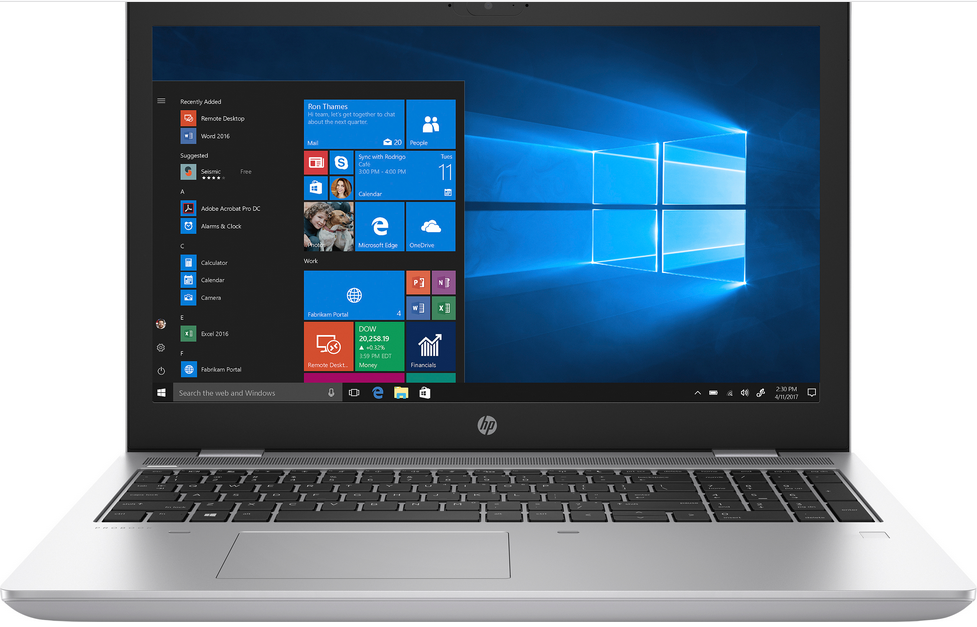 Recently Added
Remote Desktop
Word 2016
Suggested
Seismic
Free
A
Adobe Acrobat Pro DC
Alarms & Clock
C
Calculator
Calendar
Camera
E
Excel 2016
F
Fabrikam Portal
Ron Thames
Hi team, let's get together to chat
about the next quarter.
Mail
20
People
Sync with Rodrigo
Café
3:00 PM - 4:00 PM
Tues
11
Calendar
Photos
Microsoft Edge
OneDrive
Work
Fabrikam Portal
4
Remote Deskt...
DOW
20,258.19
▲ +0.32%
3:59 PM EDT
Money
Financials
Search the web and Windows
2:30 PM
4/11/2017
hp